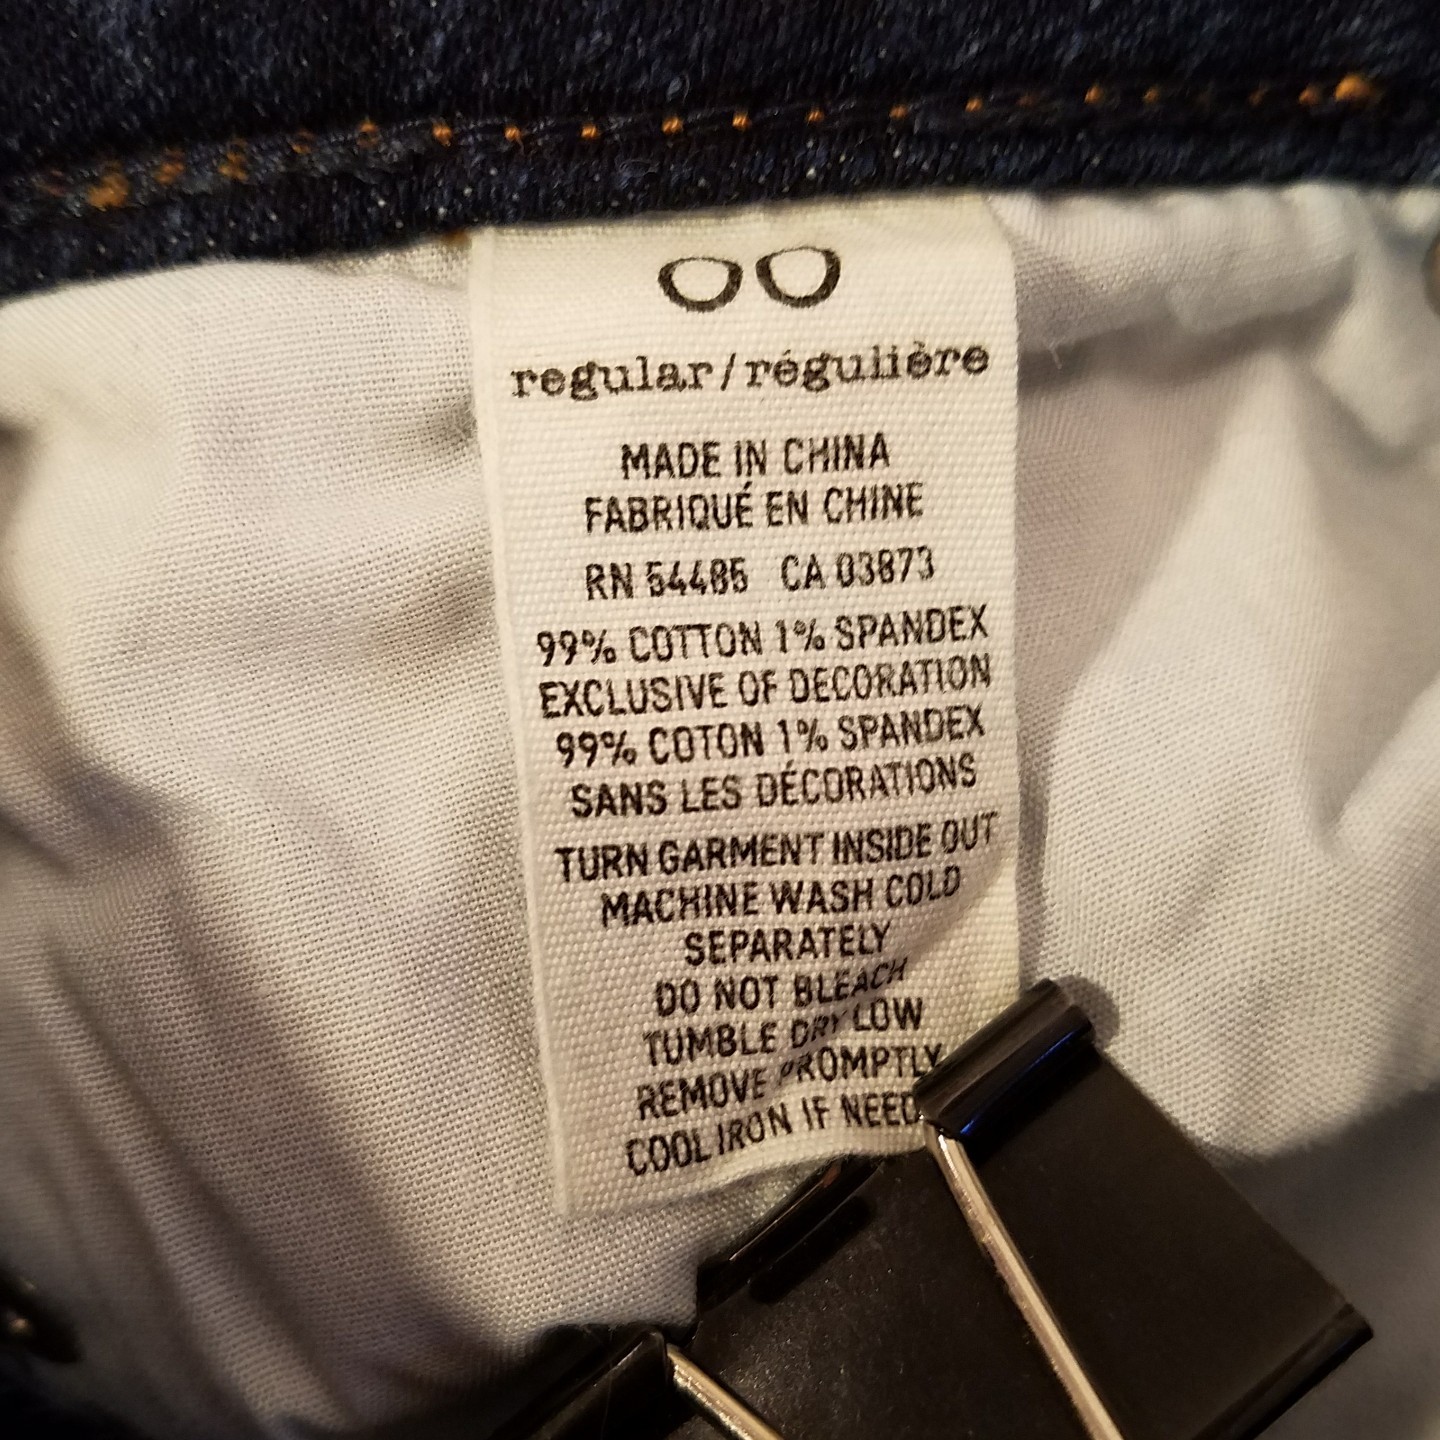 00
regular/régulière
MADE IN CHINA
FABRIQUÉ EN CHINE
RN 54485 CA 03873
99% COTTON 1% SPANDEX
EXCLUSIVE OF DECORATION
99% COTON 1% SPANDEX
SANS LES DÉCORATIONS
TURN GARMENT INSIDE OUT
MACHINE WASH COLD
SEPARATELY
DO NOT BLEACH
TUMBLE DRY LOW
REMOVE PROMPTLY
COOL IRON IF NEED